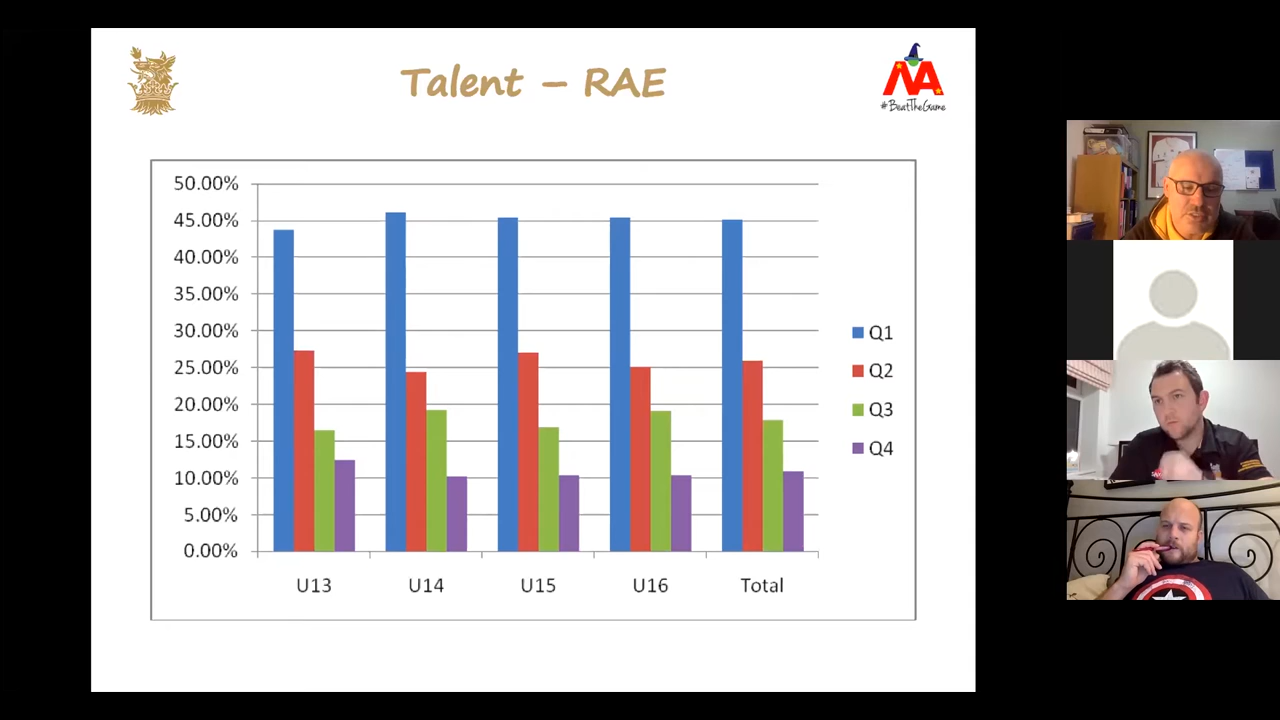 Talent – RAE
NA
#BeatTheGame
50.00%
45.00%
40.00%
35.00%
30.00%
25.00%
20.00%
15.00%
10.00%
5.00%
0.00%
U13
U14
U15
U16
Total
Q1
Q2
Q3
Q4